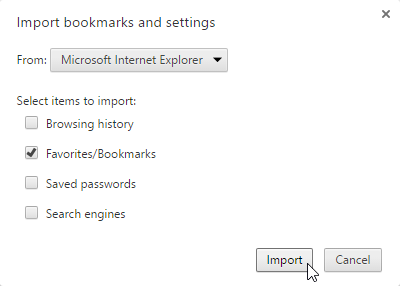 Import bookmarks and settings
From: Microsoft Internet Explorer
Select items to import:
Browsing history
Favorites/Bookmarks
Saved passwords
Search engines
Import Cancel